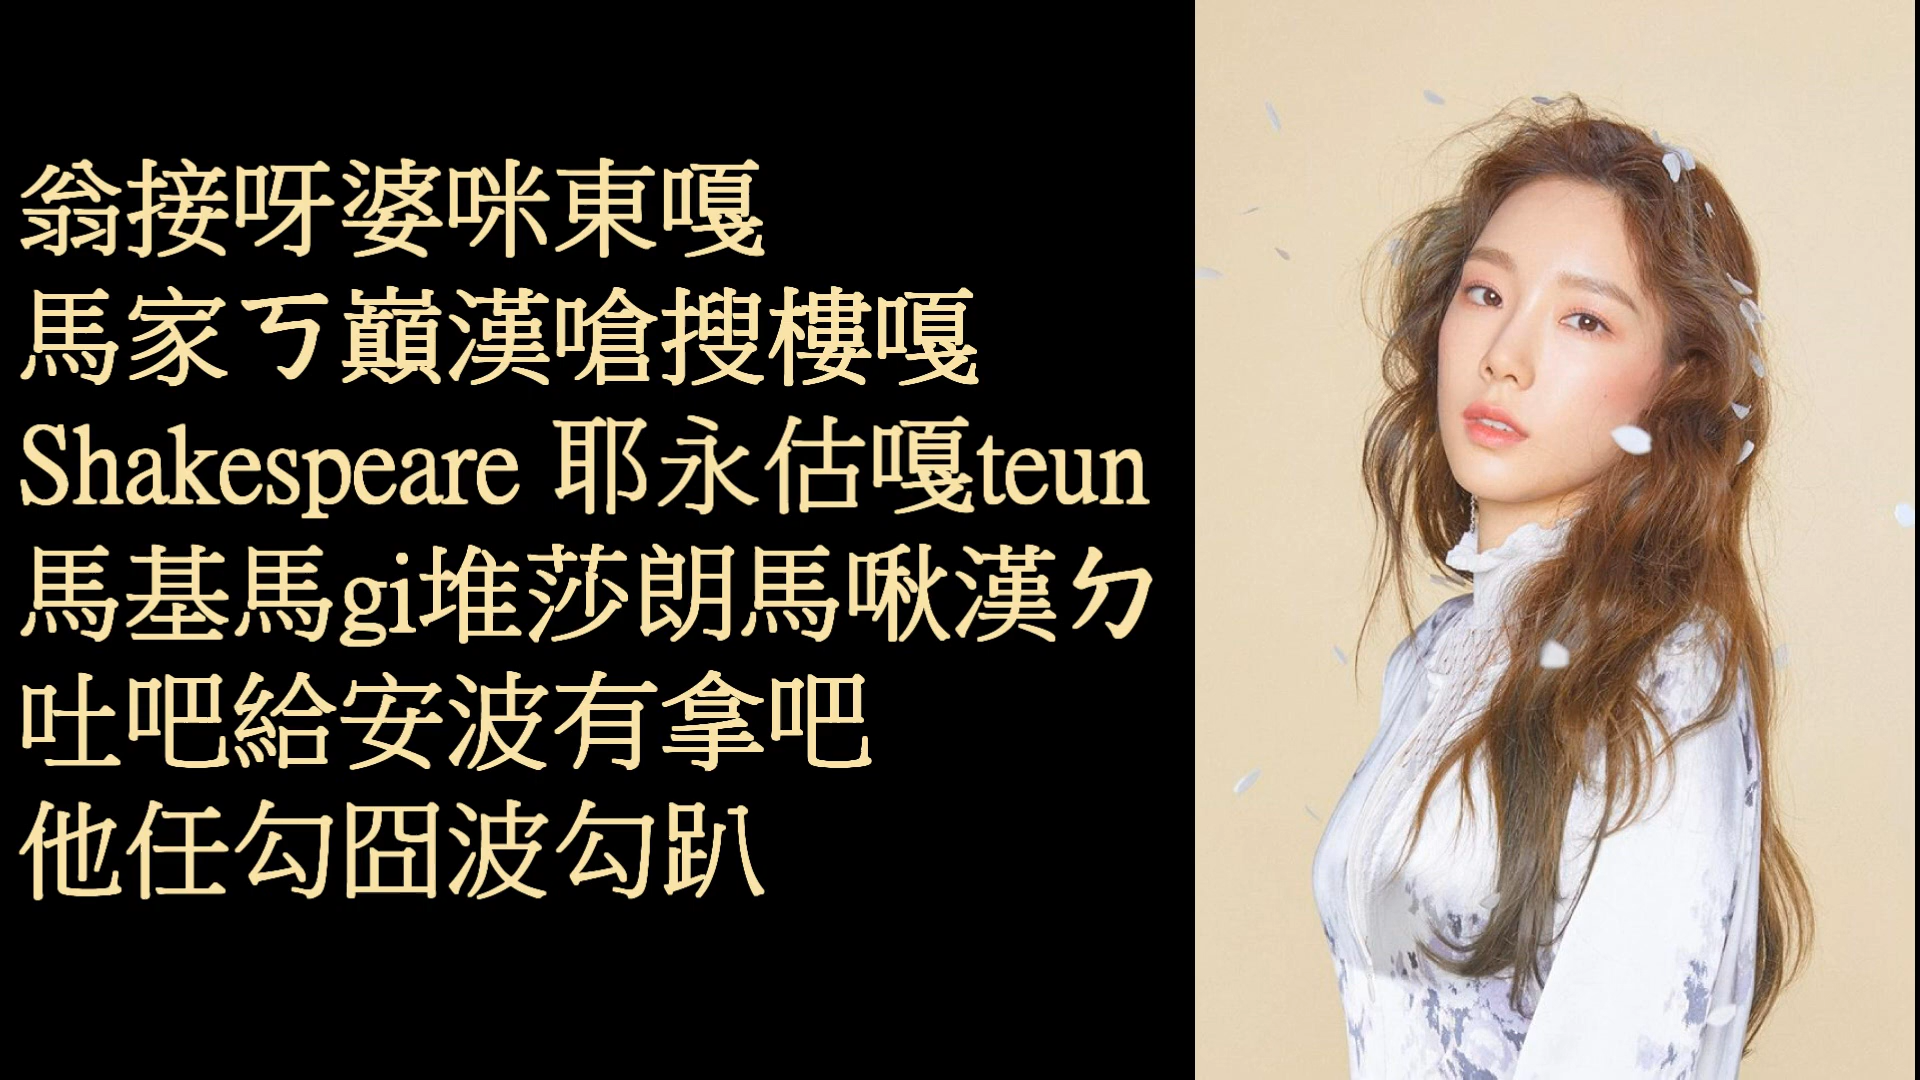 翁接呀婆咪東嘎
馬家ㄎ巔漢嗆搜樓嘎
Shakespeare 耶永估嘎teun
馬基馬gi堆莎朗馬啾漢ㄉ
吐吧給安波有拿吧
他任勾囧波勾趴